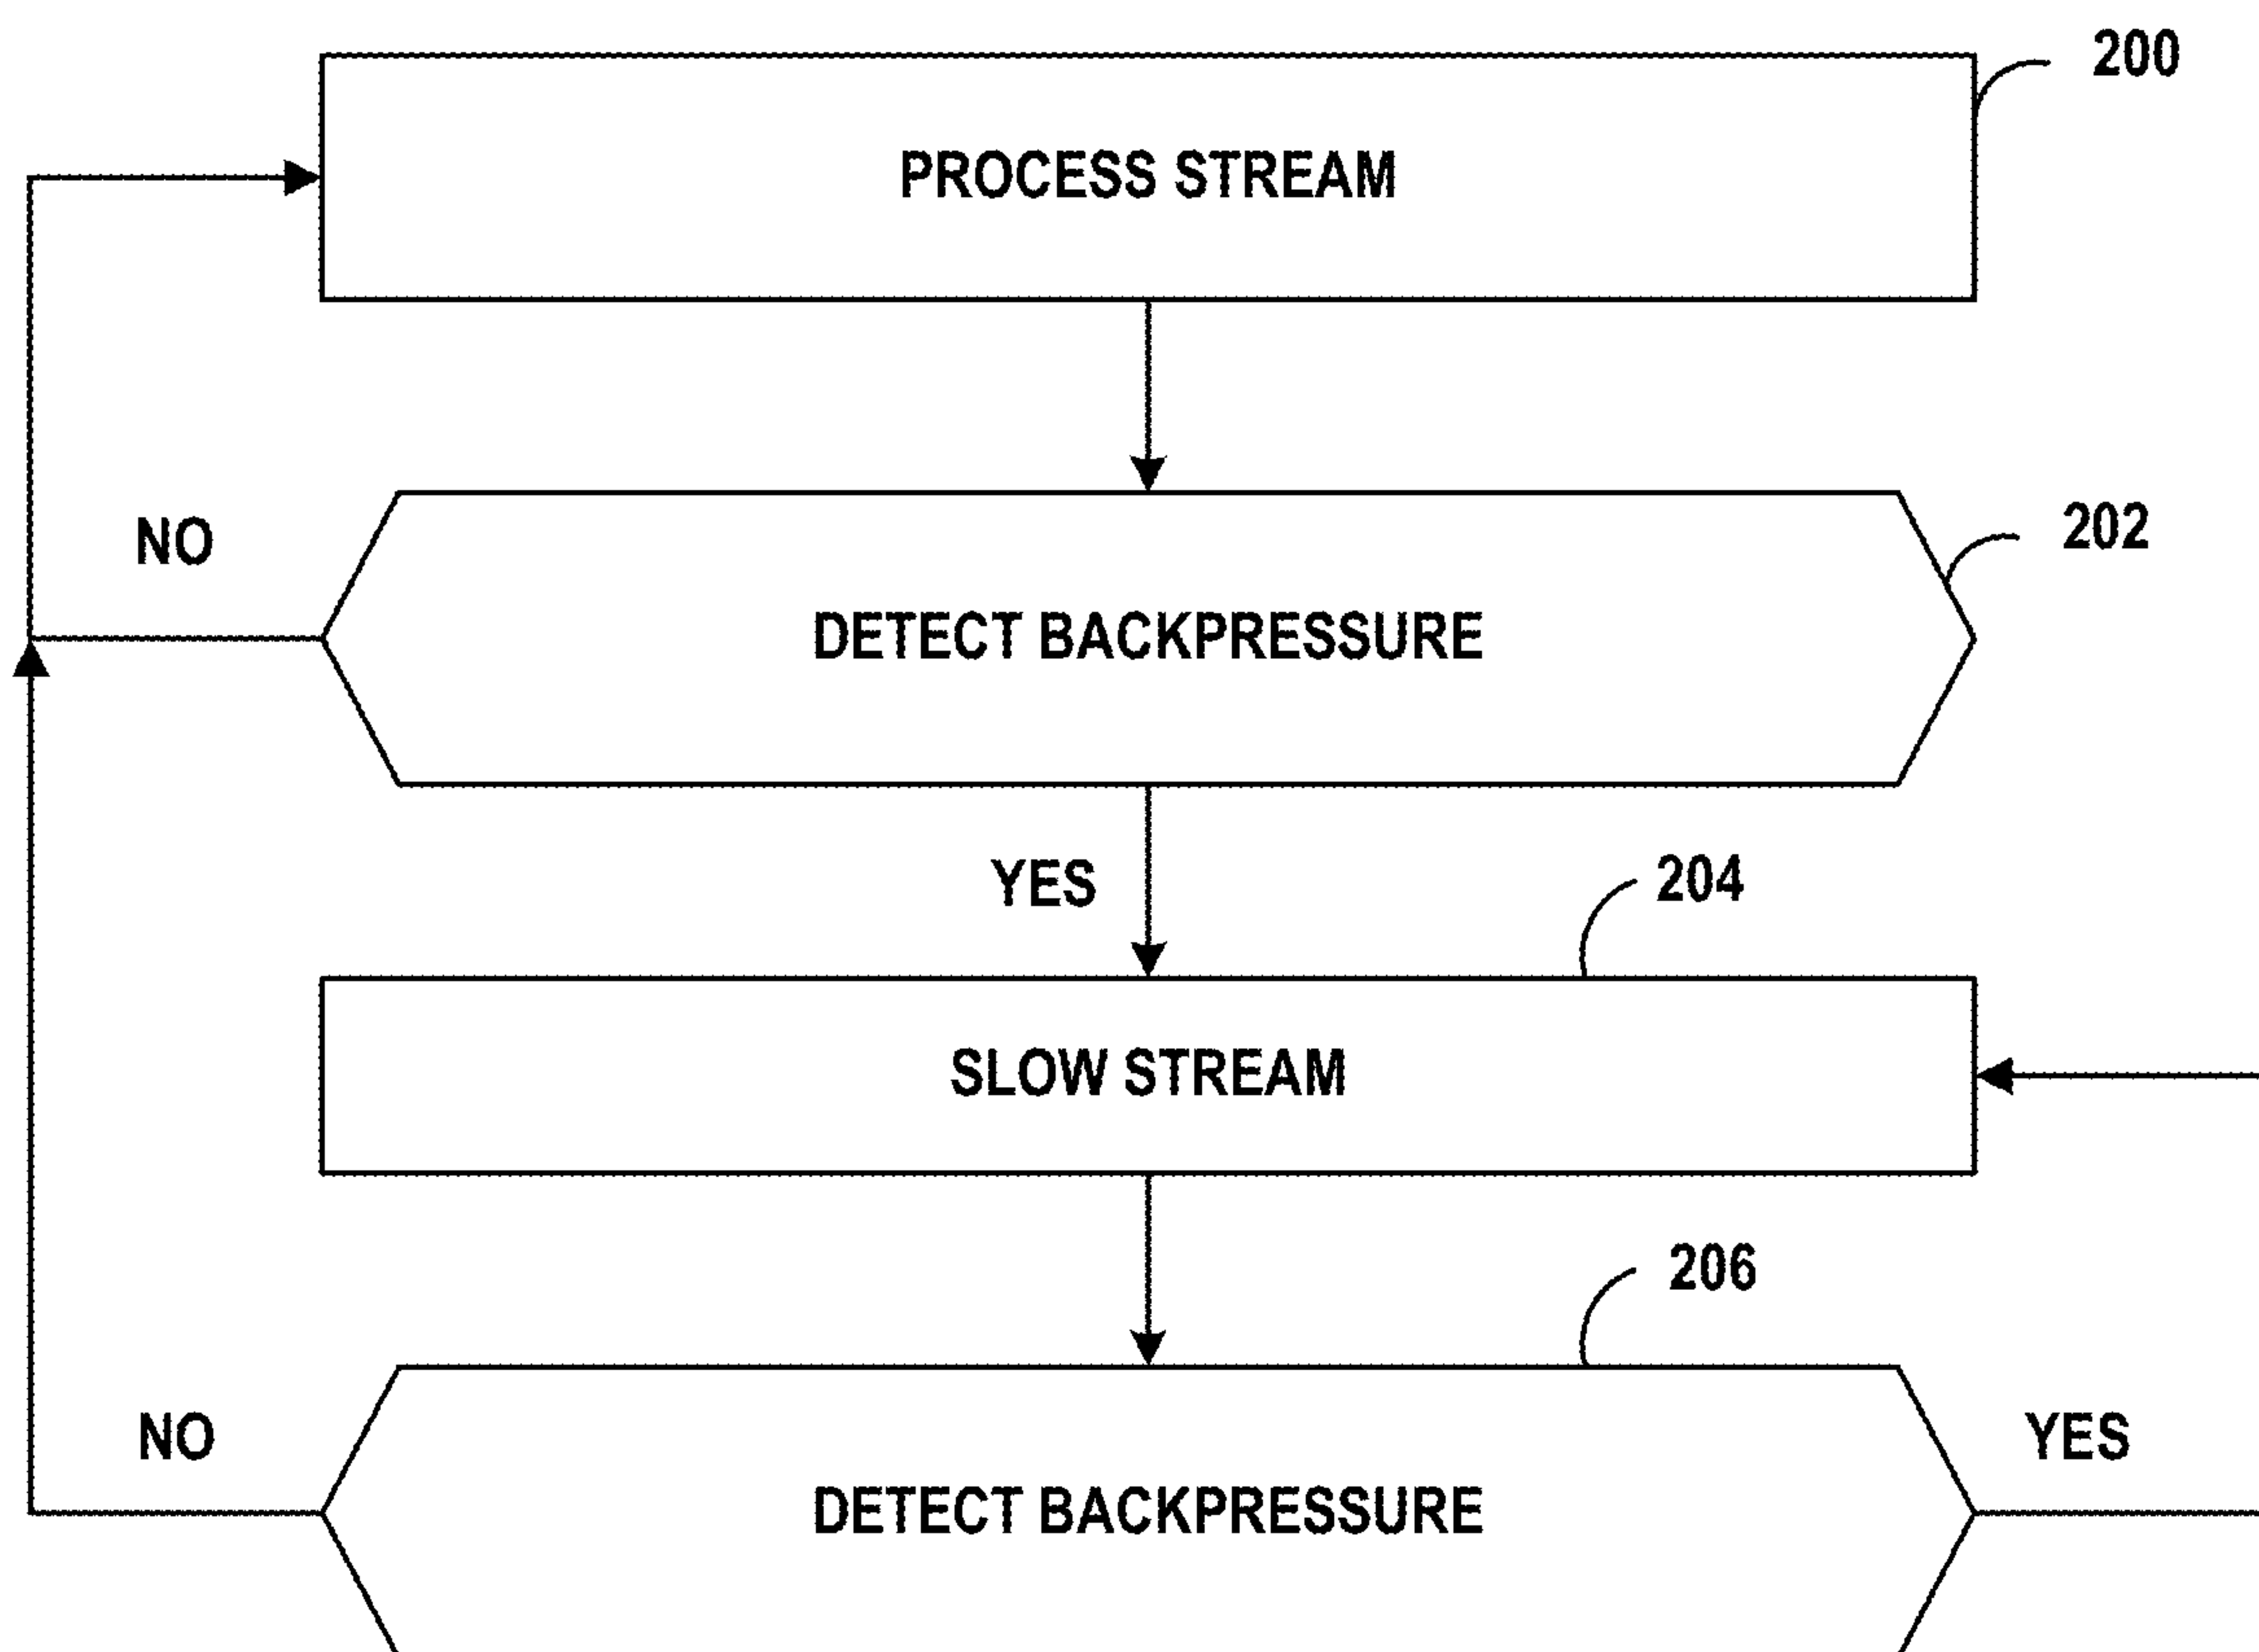 200
PROCESS STREAM
202
NO
DETECT BACKPRESSURE
YES
204
SLOW STREAM
206
NO
YES
DETECT BACKPRESSURE